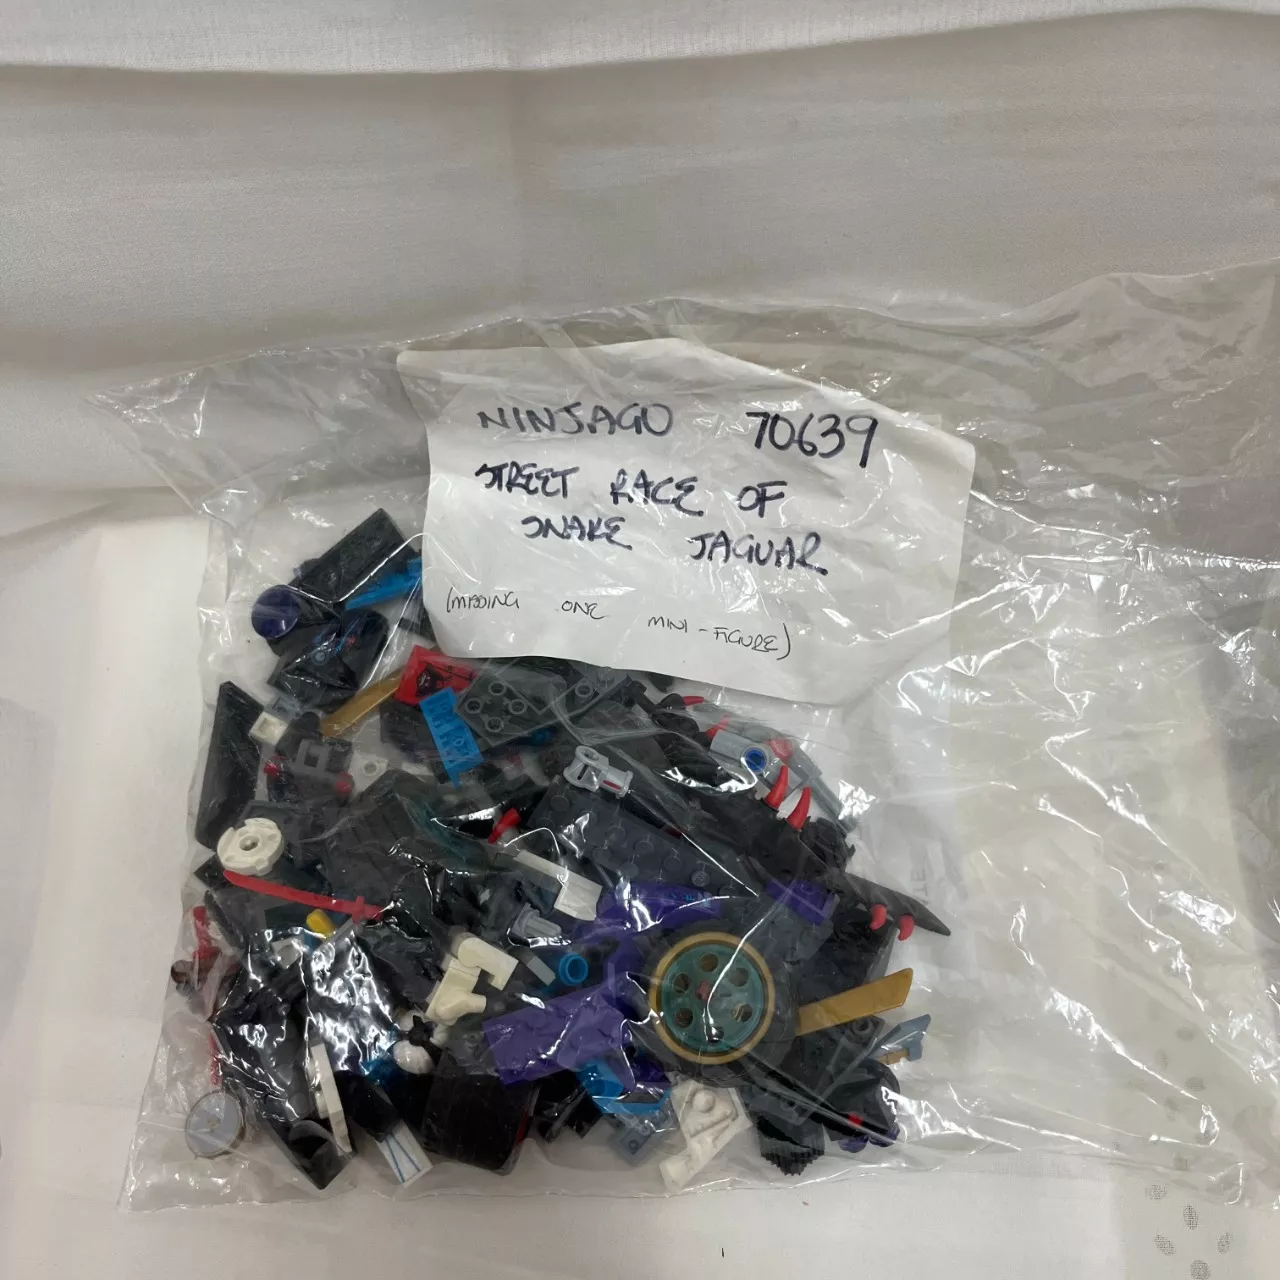 NINJAGO 70639
STREET RACE OF
SNAKE JAGUAR
(MISSING ONE MINI-FIGURE)